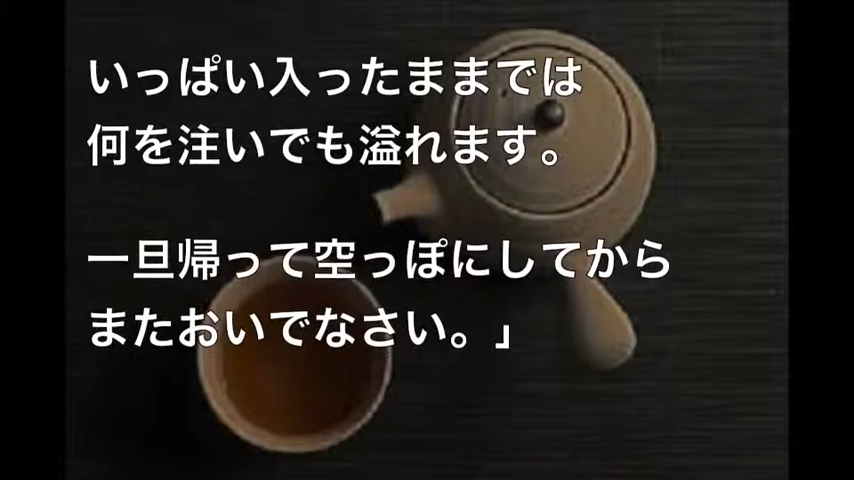 いっぱい入ったままでは
何を注いでも溢れます。
一旦帰って空っぽにしてから
またおいでなさい。」